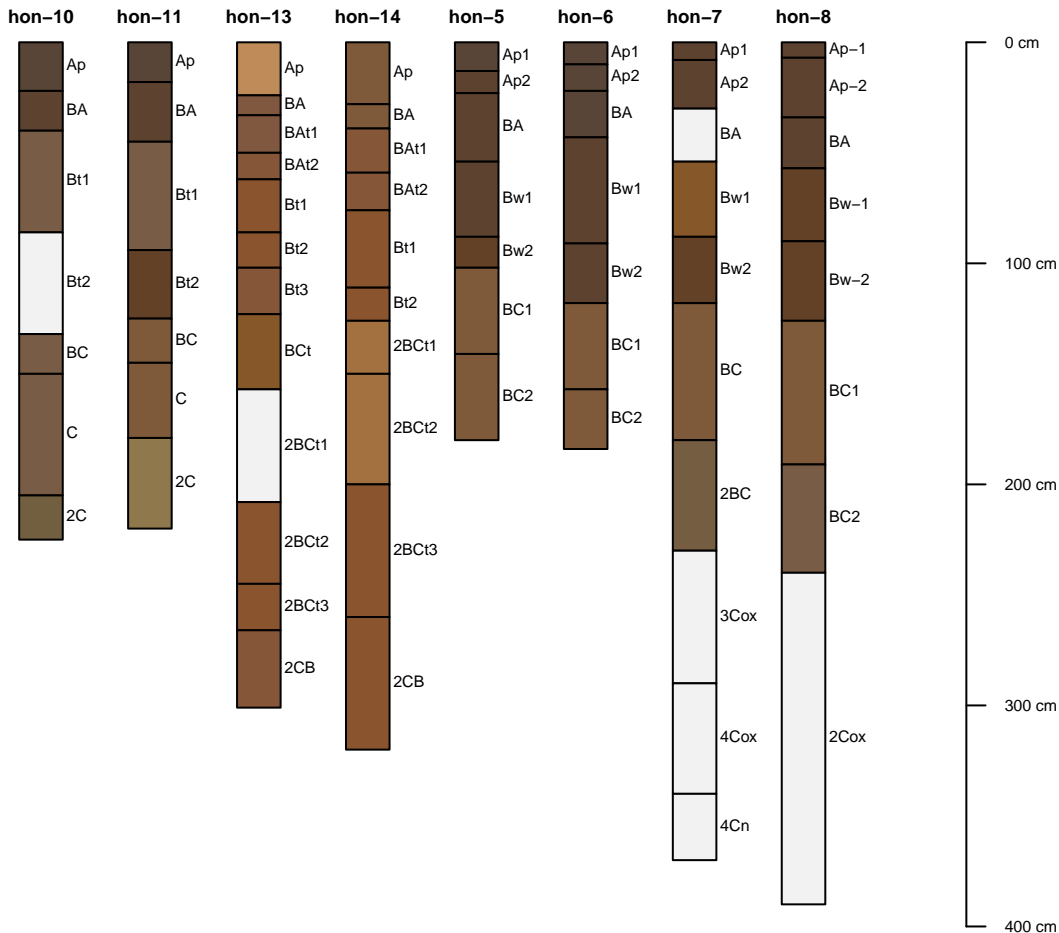 hon−10 hon−11 hon−13 hon−14 hon−5 hon−6 hon−7 hon−8
Ap
BA
Bt1
Bt2
BC
C
2C
Ap
BA
Bt1
Bt2
BC
C
2C
Ap
BA
BAt1
BAt2
Bt1
Bt2
Bt3
BCt
2BCt1
2BCt2
2BCt3
2CB
Ap
BA
BAt1
BAt2
Bt1
Bt2
2BCt1
2BCt2
2BCt3
2CB
Ap1
Ap2
BA
Bw1
Bw2
BC1
BC2
Ap1
Ap2
BA
Bw1
Bw2
BC1
BC2
Ap1
Ap2
BA
Bw1
Bw2
BC
2BC
3Cox
4Cox
4Cn
Ap−1
Ap−2
BA
Bw−1
Bw−2
BC1
BC2
2Cox
0 cm
100 cm
200 cm
300 cm
400 cm